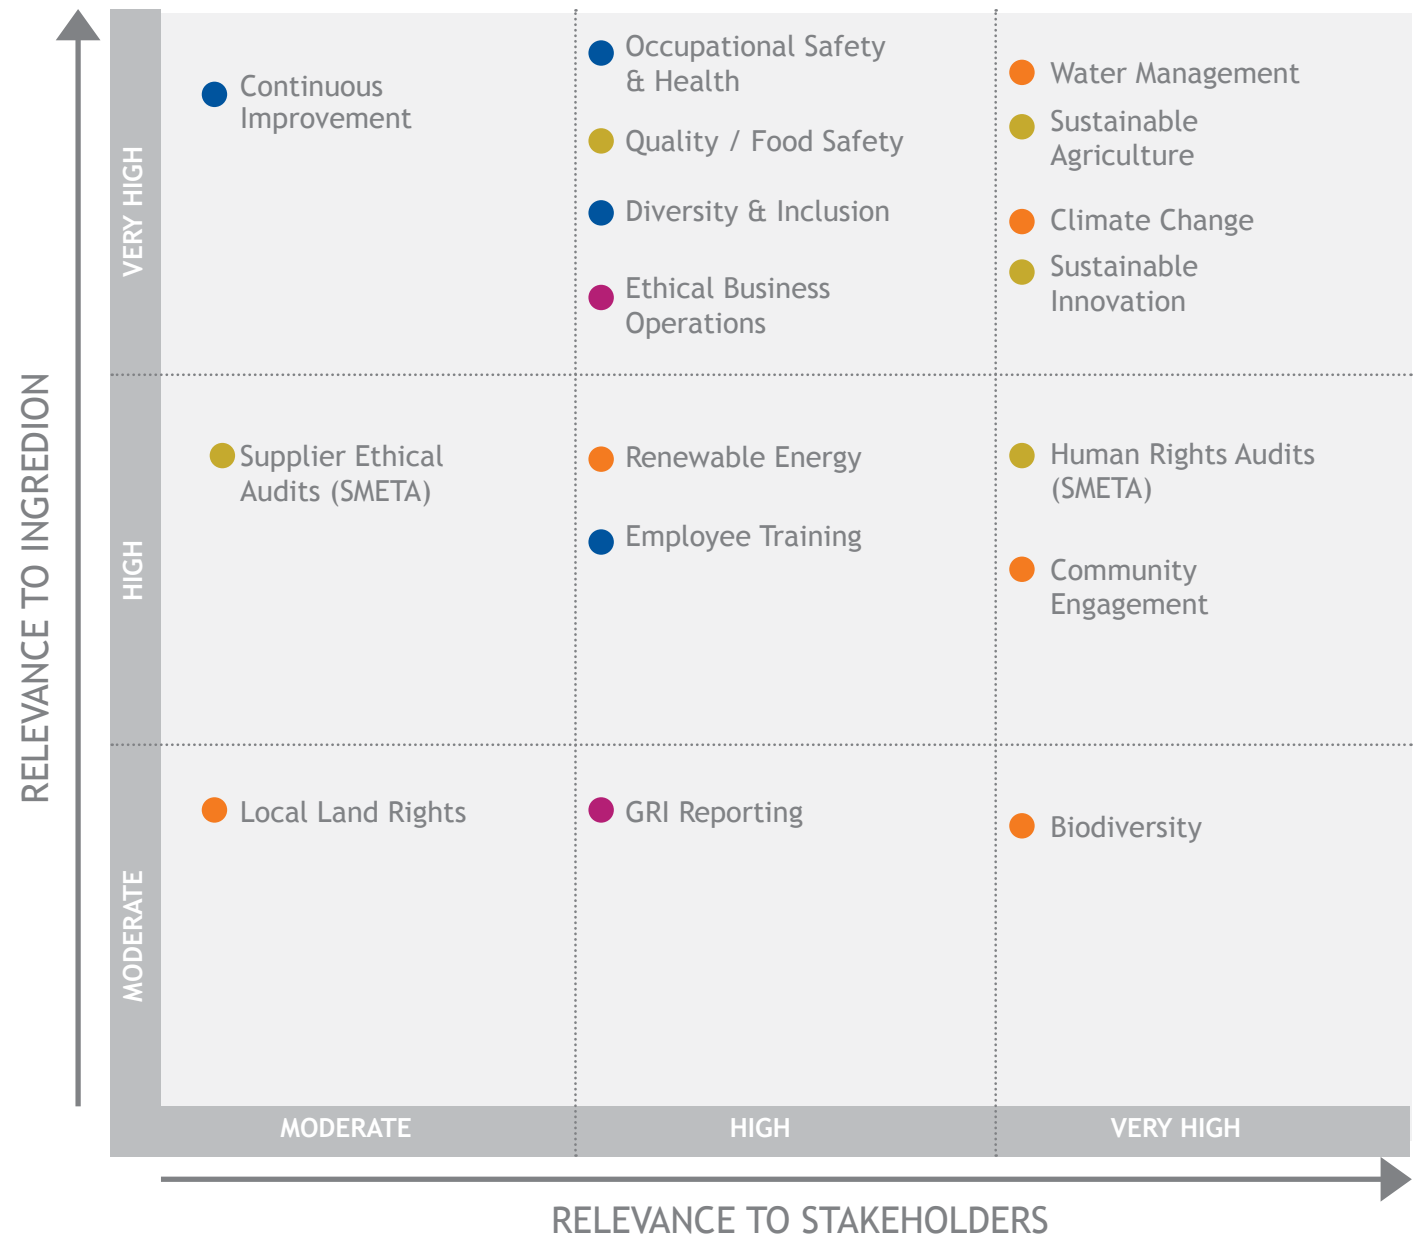 RELEVANCE TO INGREDION
VERY HIGH
Continuous
Improvement
Occupational Safety
& Health
Quality / Food Safety
Diversity & Inclusion
Ethical Business
Operations
Water Management
Sustainable
Agriculture
Climate Change
Sustainable
Innovation
HIGH
Supplier Ethical
Audits (SMETA)
Renewable Energy
Employee Training
Human Rights Audits
(SMETA)
Community
Engagement
MODERATE
Local Land Rights
GRI Reporting
Biodiversity
MODERATE
HIGH
VERY HIGH
RELEVANCE TO STAKEHOLDERS